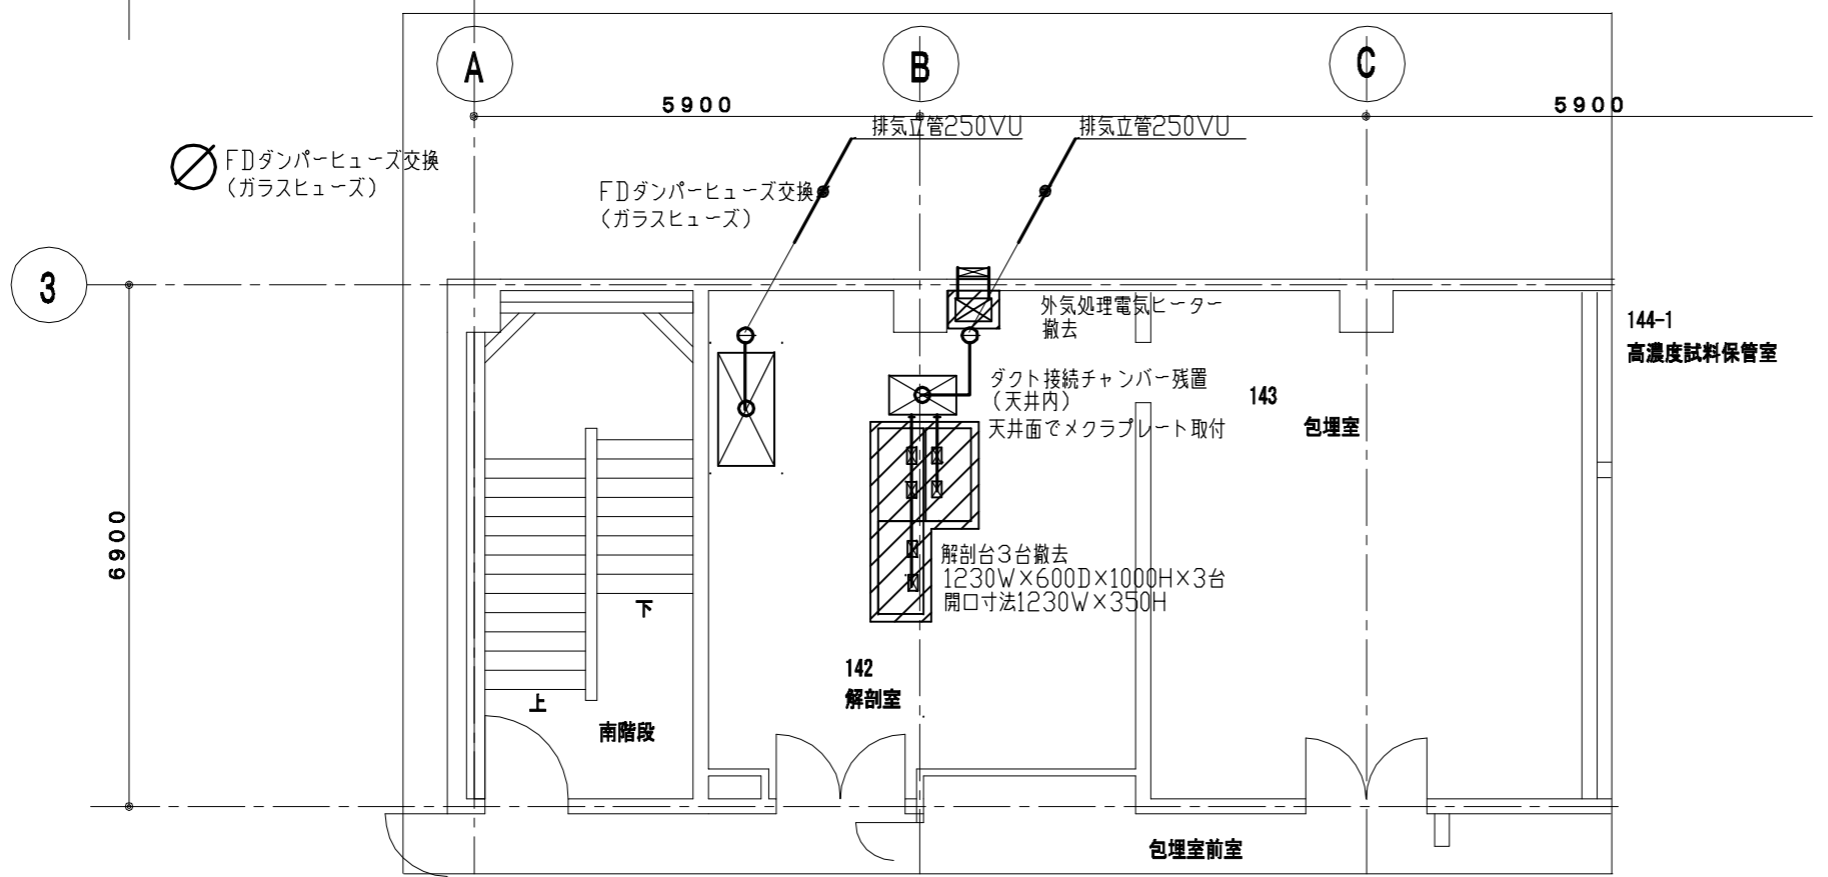 A
B
C
5900
5900
排気立管250VU
排気立管250VU
FDダンパーヒューズ交換
（ガラスヒューズ）
FDダンパーヒューズ交換
（ガラスヒューズ）
3
外気処理電気ヒーター
撤去
144-1
高濃度試料保管室
ダクト接続チャンバー残置
（天井内）
天井面でメクラプレート取付
143
包埋室
6900
解剖台3台撤去
1230W×600D×1000H×3台
開口寸法1230W×350H
下
142
解剖室
上
南階段
包埋室前室